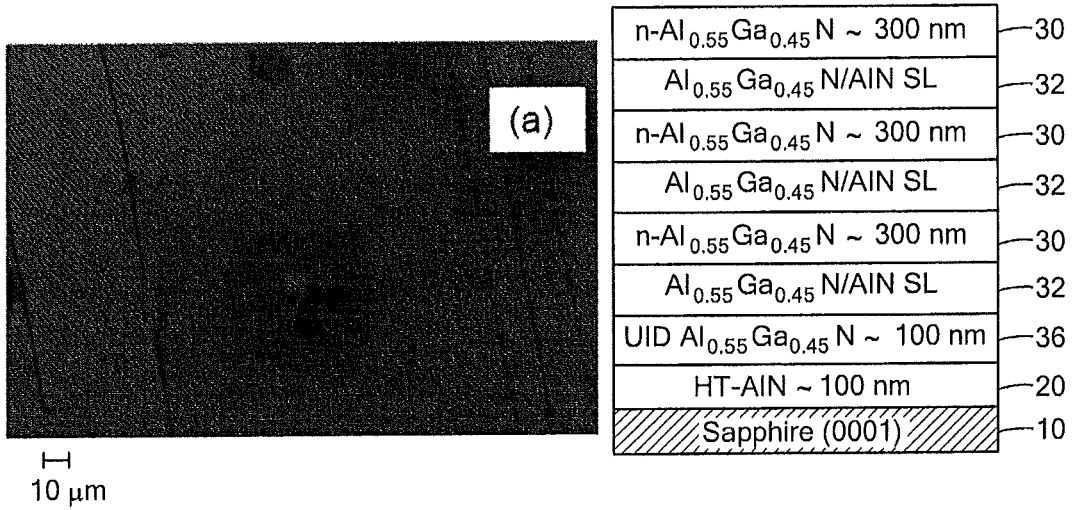 (a)
10 μm
n-Al0.55Ga0.45N ~ 300 nm 30
Al0.55Ga0.45N/AlN SL 32
n-Al0.55Ga0.45N ~ 300 nm 30
Al0.55Ga0.45N/AlN SL 32
n-Al0.55Ga0.45N ~ 300 nm 30
Al0.55Ga0.45N/AlN SL 32
UID Al0.55Ga0.45N ~ 100 nm 36
HT-AlN ~ 100 nm 20
Sapphire (0001) 10